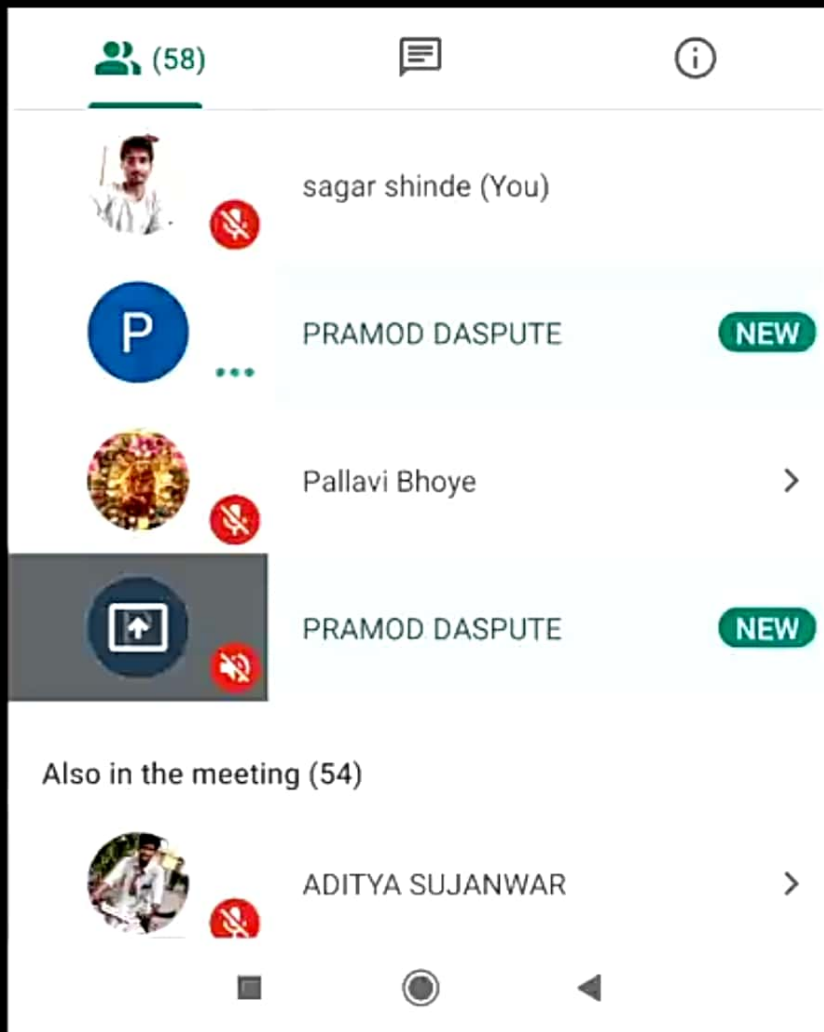 (58)
sagar shinde (You)
P
PRAMOD DASPUTE
NEW
Pallavi Bhoye
PRAMOD DASPUTE
NEW
Also in the meeting (54)
ADITYA SUJANWAR